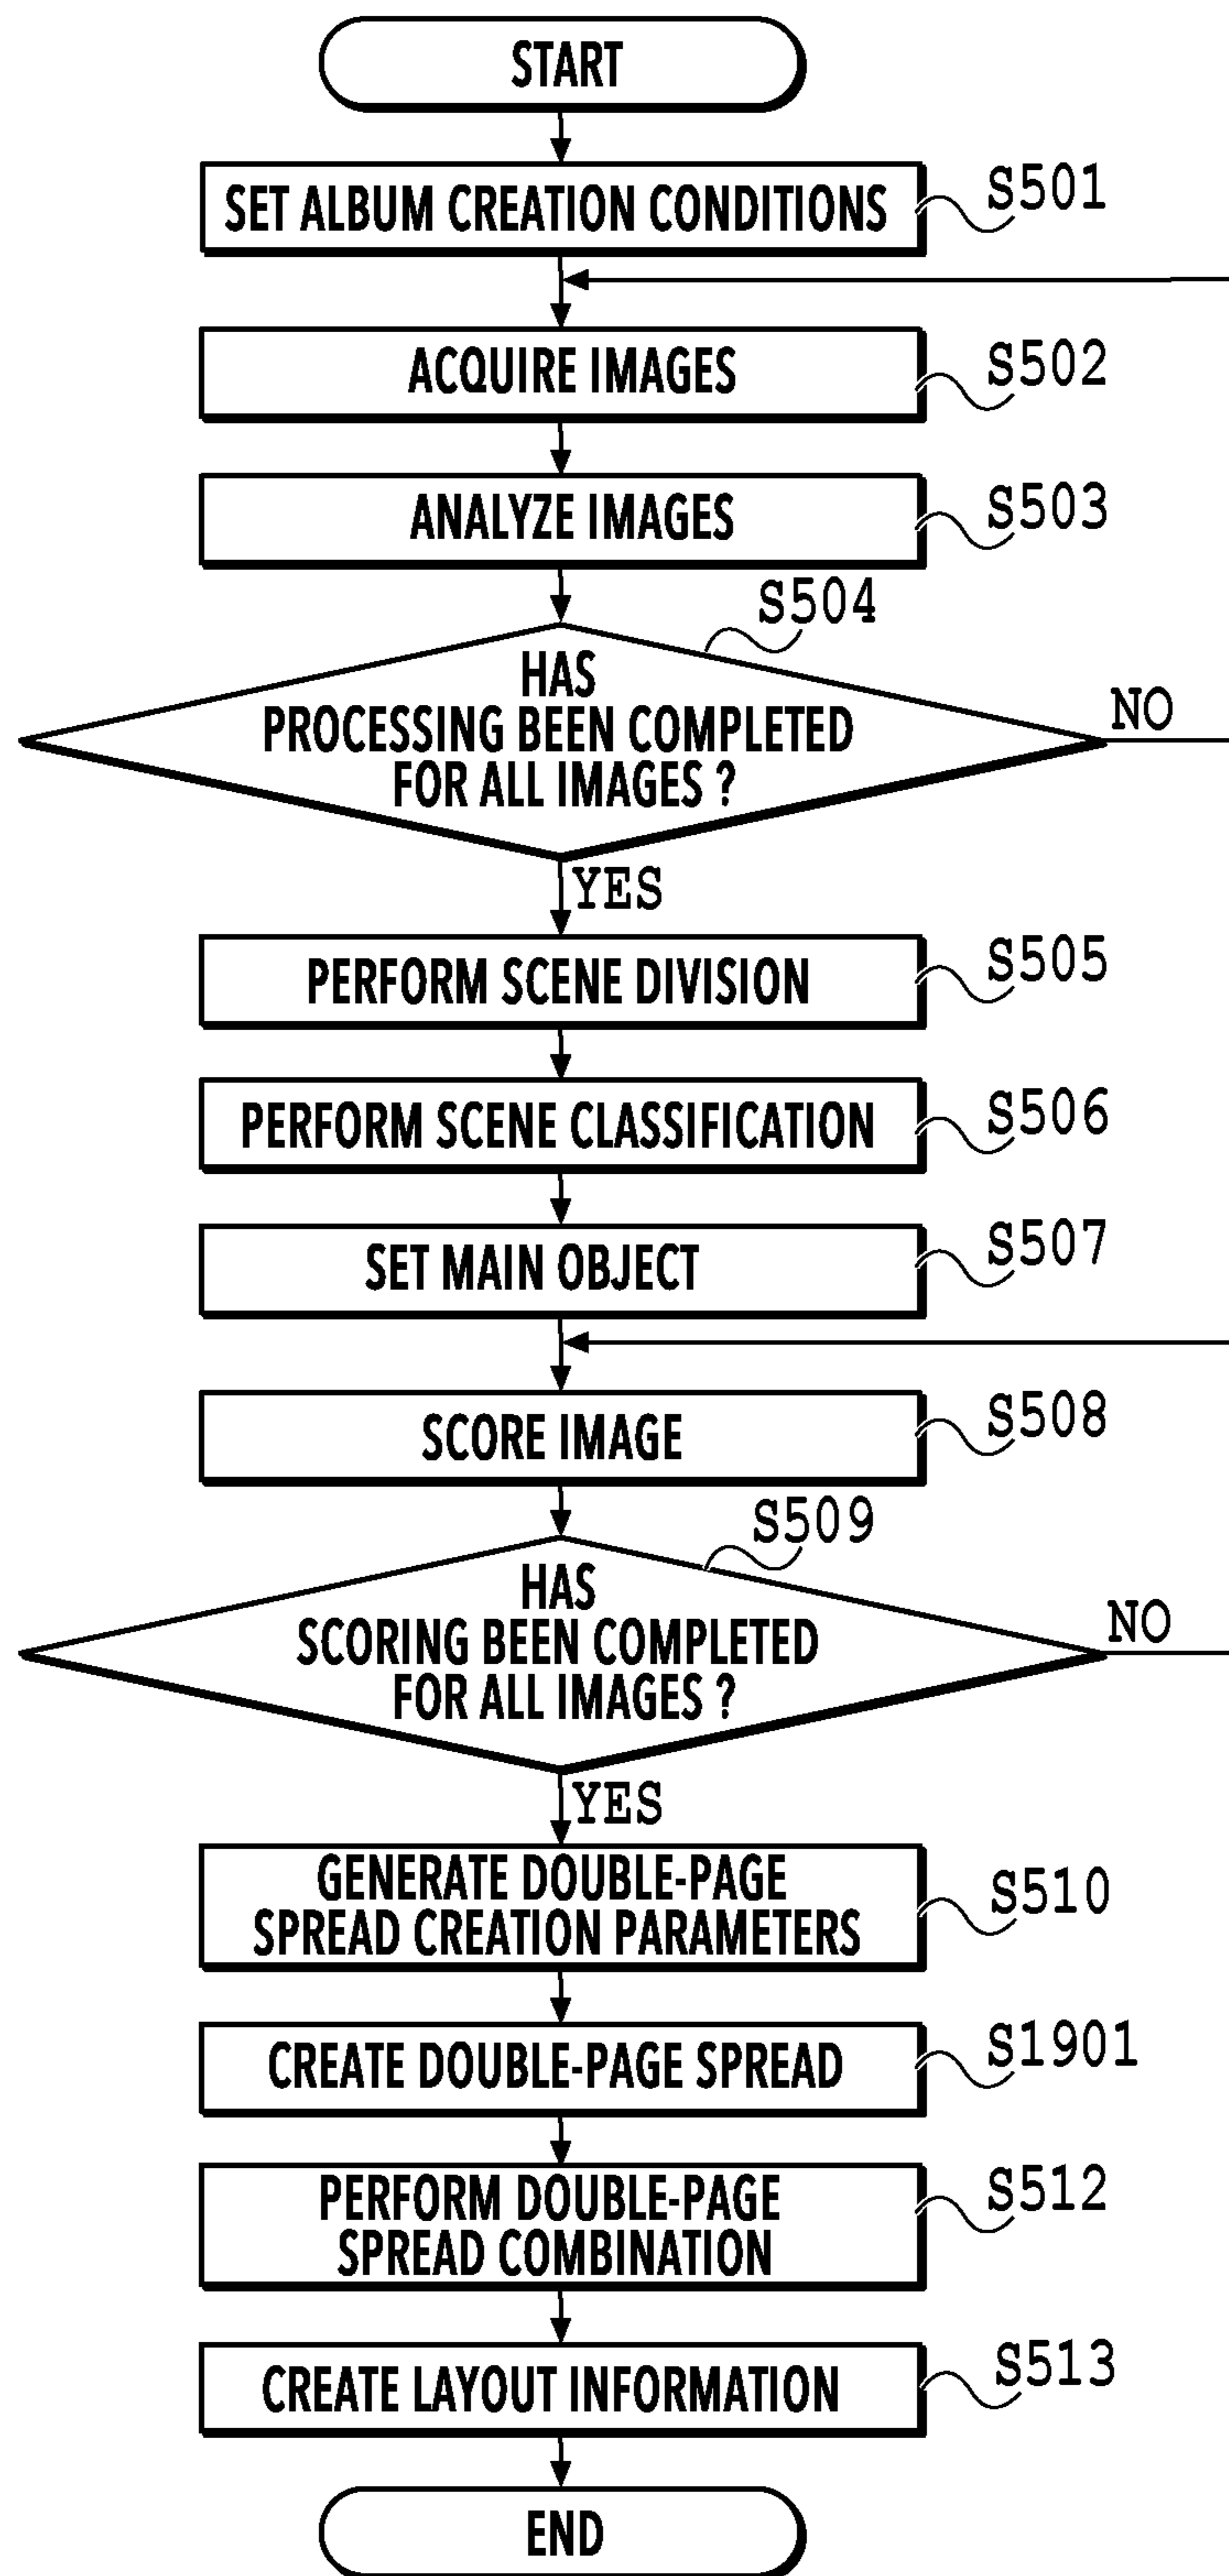 START
SET ALBUM CREATION CONDITIONS
S501
ACQUIRE IMAGES
S502
ANALYZE IMAGES
S503
S504
HAS
PROCESSING BEEN COMPLETED
FOR ALL IMAGES ?
NO
YES
PERFORM SCENE DIVISION
S505
PERFORM SCENE CLASSIFICATION
S506
SET MAIN OBJECT
S507
SCORE IMAGE
S508
S509
HAS
SCORING BEEN COMPLETED
FOR ALL IMAGES ?
NO
YES
GENERATE DOUBLE-PAGE
SPREAD CREATION PARAMETERS
S510
CREATE DOUBLE-PAGE SPREAD
S1901
PERFORM DOUBLE-PAGE
SPREAD COMBINATION
S512
CREATE LAYOUT INFORMATION
S513
END